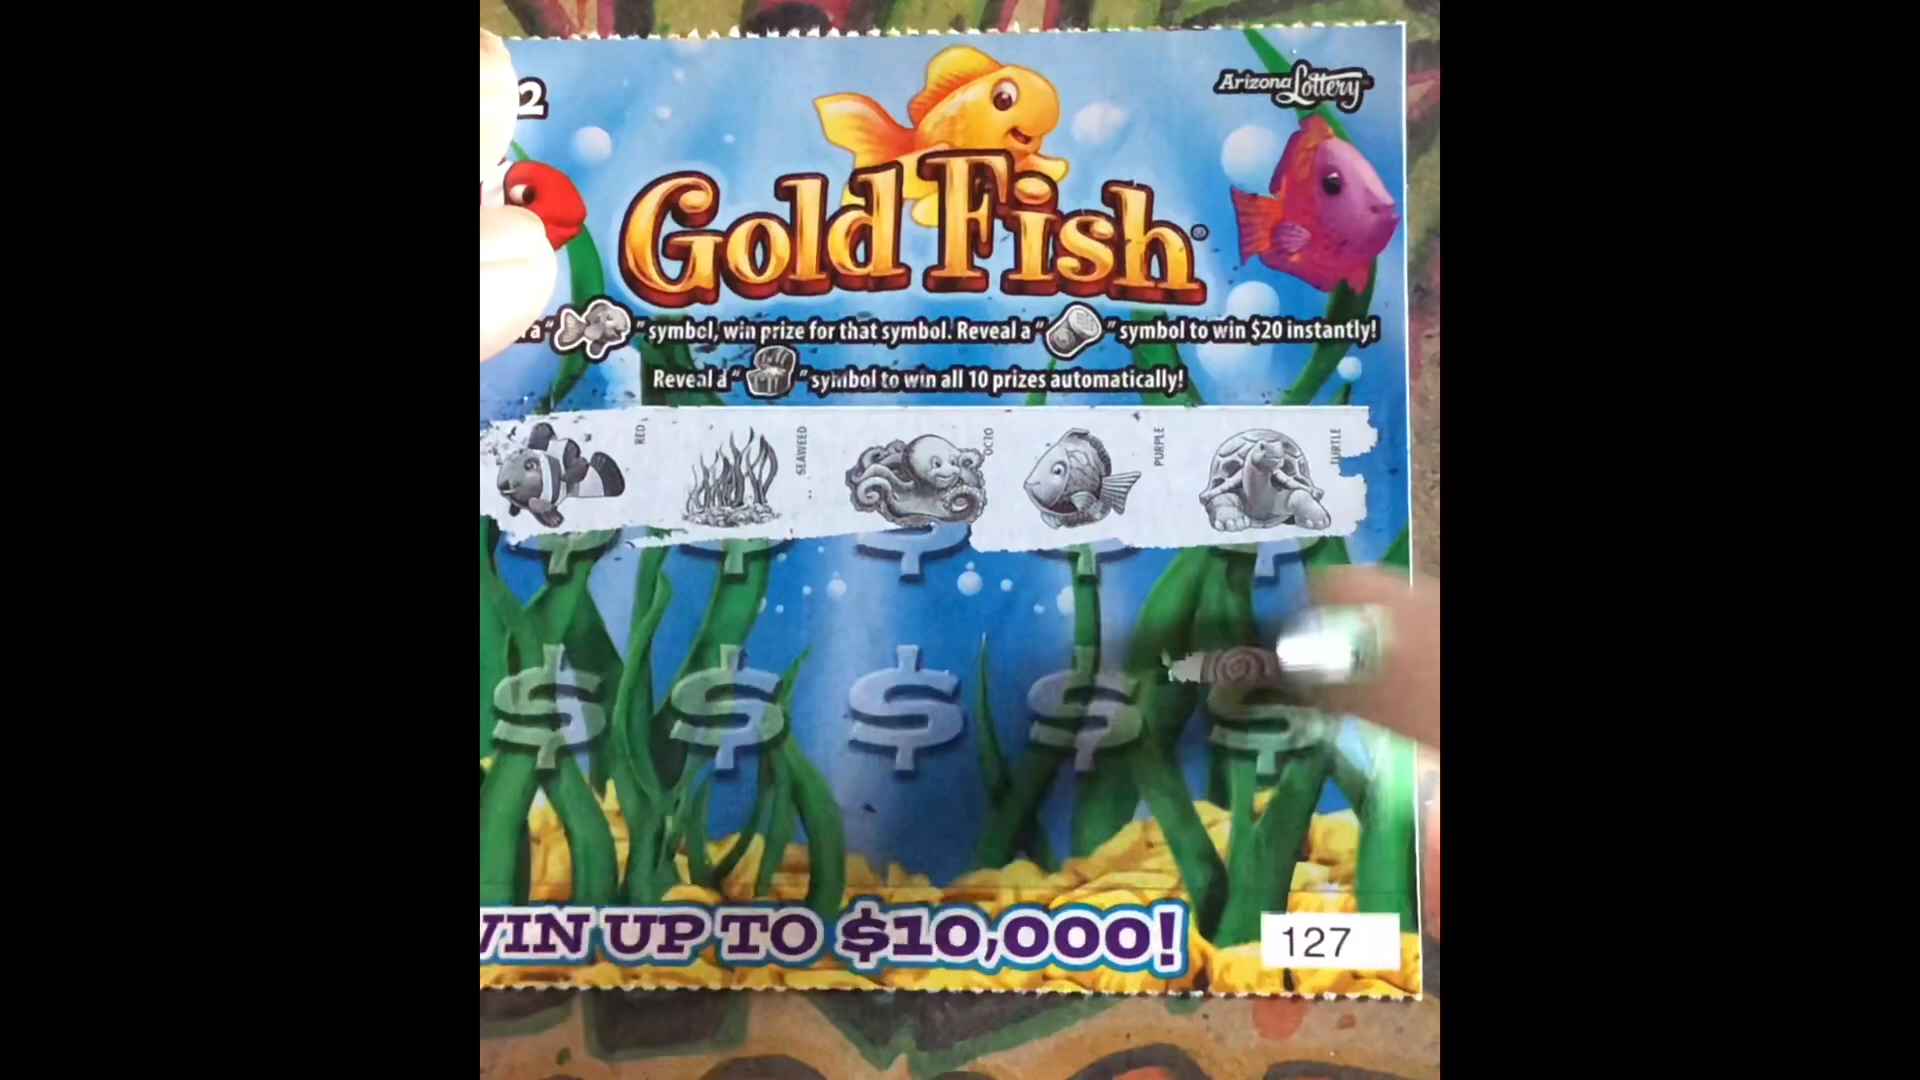 2
Arizona Lottery
Gold Fish®
a " " symbol, win prize for that symbol. Reveal a " " symbol to win $20 instantly!
Reveal a " " symbol to win all 10 prizes automatically!
RED SEAWEED OCTO PURPLE TURTLE
$ $ $ $ $
$ $ $ $ $
WIN UP TO $10,000!
127